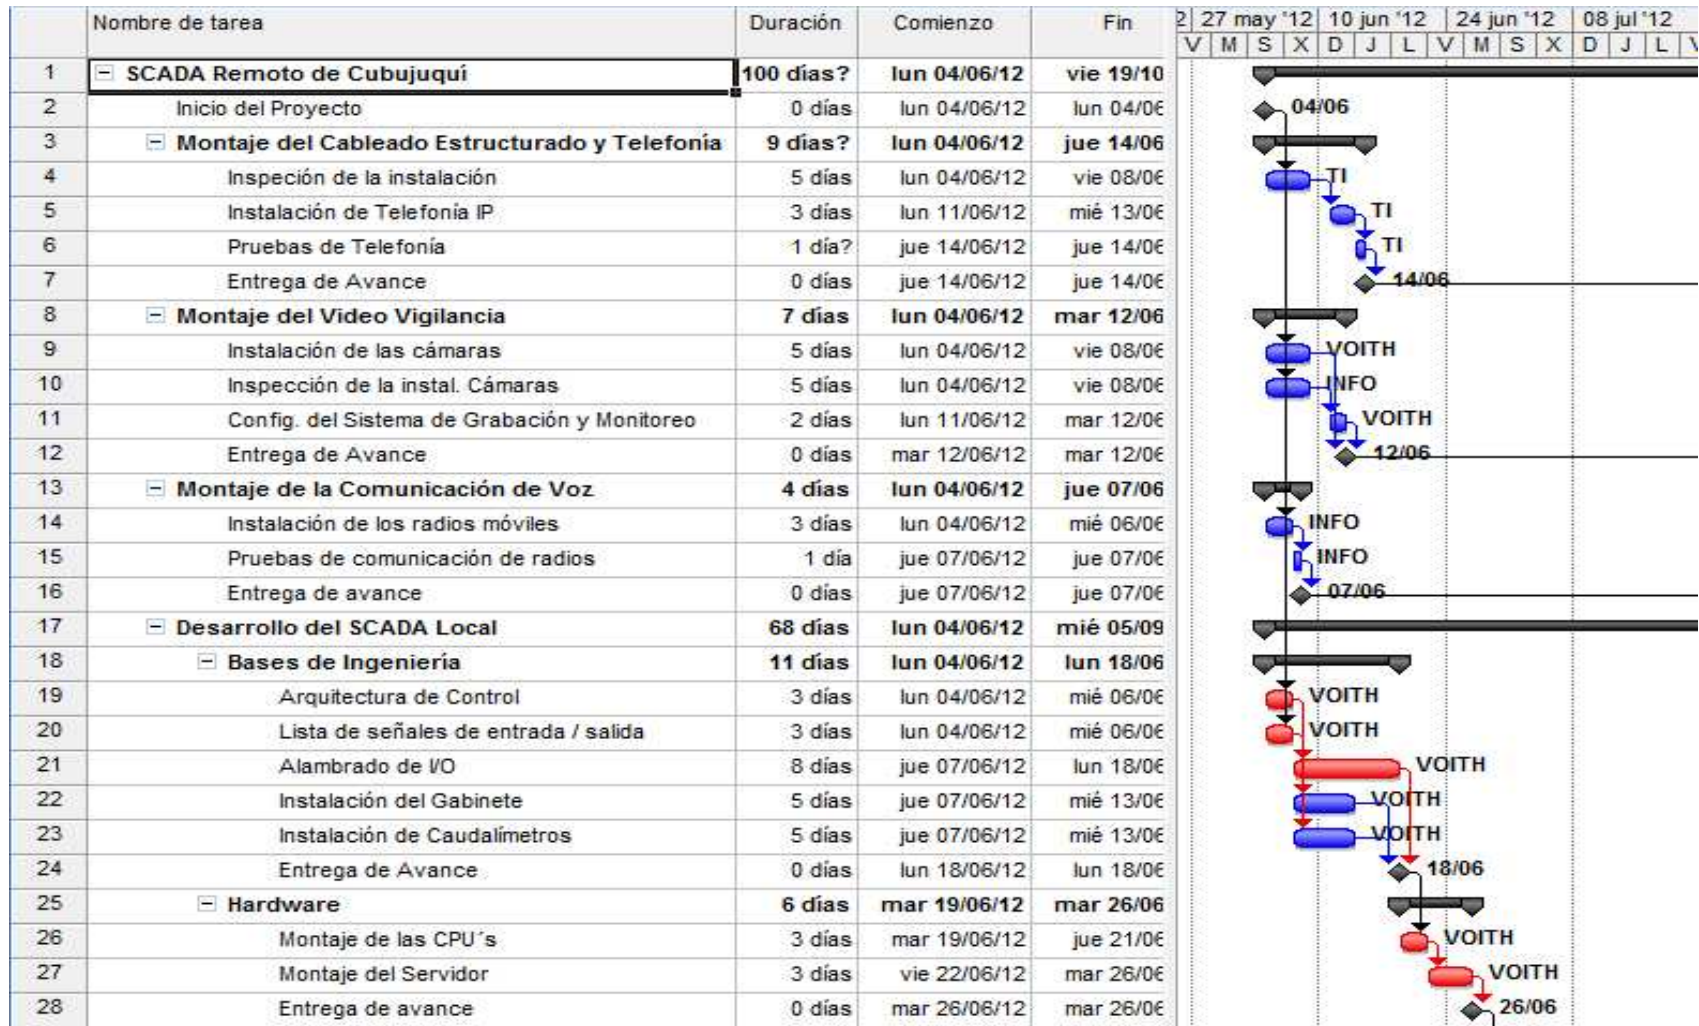 Nombre de tarea Duración Comienzo Fin 2 27 may '12 10 jun '12 24 jun '12 08 jul '12
V M S X D J L V M S X D J L V
1 SCADA Remoto de Cubujuquí 100 días? lun 04/06/12 vie 19/10
2 Inicio del Proyecto 0 días lun 04/06/12 lun 04/06 04/06
3 Montaje del Cableado Estructurado y Telefonía 9 días? lun 04/06/12 jue 14/06
4 Inspeción de la instalación 5 días lun 04/06/12 vie 08/06 TI
5 Instalación de Telefonía IP 3 días lun 11/06/12 mié 13/06 TI
6 Pruebas de Telefonía 1 día? jue 14/06/12 jue 14/06 TI
7 Entrega de Avance 0 días jue 14/06/12 jue 14/06 14/06
8 Montaje del Video Vigilancia 7 días lun 04/06/12 mar 12/06
9 Instalación de las cámaras 5 días lun 04/06/12 vie 08/06 VOITH
10 Inspección de la instal. Cámaras 5 días lun 04/06/12 vie 08/06 INFO
11 Config. del Sistema de Grabación y Monitoreo 2 días lun 11/06/12 mar 12/06 VOITH
12 Entrega de Avance 0 días mar 12/06/12 mar 12/06 12/06
13 Montaje de la Comunicación de Voz 4 días lun 04/06/12 jue 07/06
14 Instalación de los radios móviles 3 días lun 04/06/12 mié 06/06 INFO
15 Pruebas de comunicación de radios 1 día jue 07/06/12 jue 07/06 INFO
16 Entrega de avance 0 días jue 07/06/12 jue 07/06 07/06
17 Desarrollo del SCADA Local 68 días lun 04/06/12 mié 05/09
18 Bases de Ingeniería 11 días lun 04/06/12 lun 18/06
19 Arquitectura de Control 3 días lun 04/06/12 mié 06/06 VOITH
20 Lista de señales de entrada / salida 3 días lun 04/06/12 mié 06/06 VOITH
21 Alambrado de I/O 8 días jue 07/06/12 lun 18/06 VOITH
22 Instalación del Gabinete 5 días jue 07/06/12 mié 13/06 VOITH
23 Instalación de Caudalímetros 5 días jue 07/06/12 mié 13/06 VOITH
24 Entrega de Avance 0 días lun 18/06/12 lun 18/06 18/06
25 Hardware 6 días mar 19/06/12 mar 26/06
26 Montaje de las CPU´s 3 días mar 19/06/12 jue 21/06 VOITH
27 Montaje del Servidor 3 días vie 22/06/12 mar 26/06 VOITH
28 Entrega de avance 0 días mar 26/06/12 mar 26/06 26/06